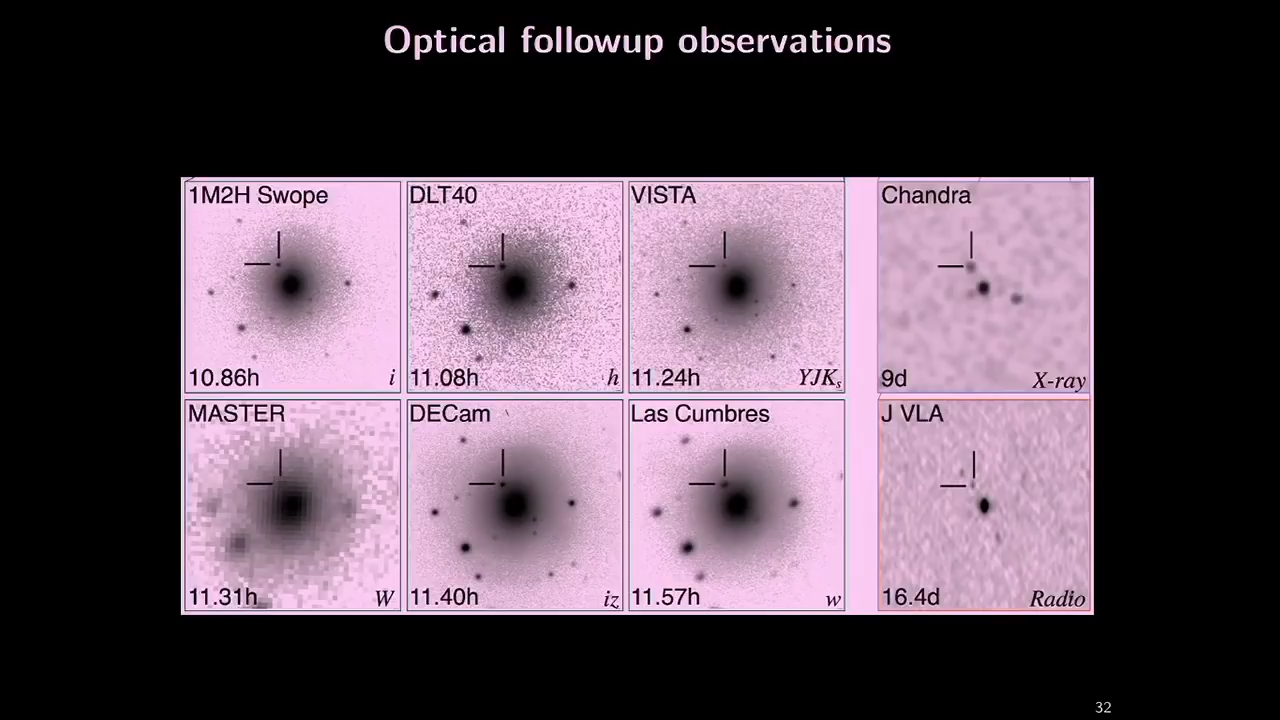 Optical followup observations
1M2H Swope
10.86h i
DLT40
11.08h h
VISTA
11.24h YJKs
Chandra
9d X-ray
MASTER
11.31h W
DECam
11.40h iz
Las Cumbres
11.57h w
J VLA
16.4d Radio
32